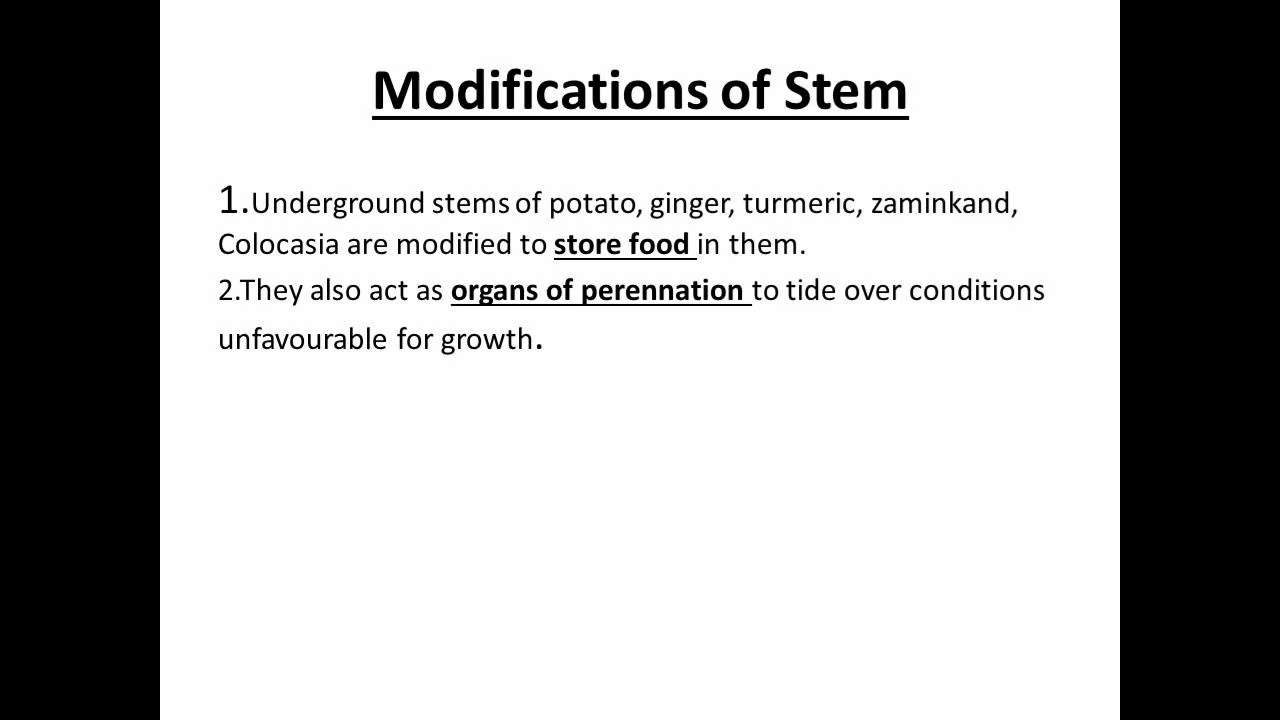 Modifications of Stem
1.Underground stems of potato, ginger, turmeric, zaminkand,
Colocasia are modified to store food in them.
2.They also act as organs of perennation to tide over conditions
unfavourable for growth.